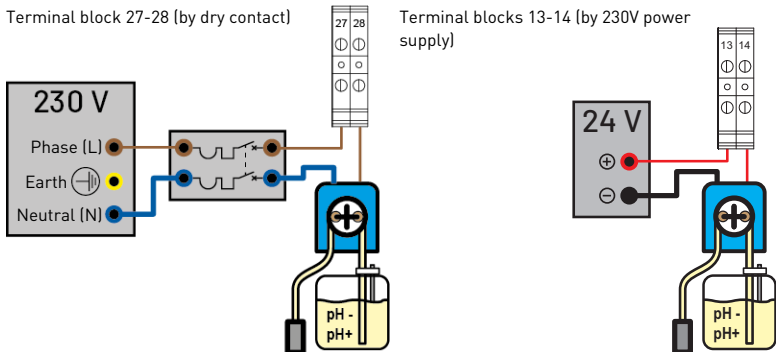 Terminal block 27-28 (by dry contact)
27 28
230 V
Phase (L)
Earth
Neutral (N)
pH -
pH+
Terminal blocks 13-14 (by 230V power
supply)
13 14
24 V
+
−
pH -
pH+